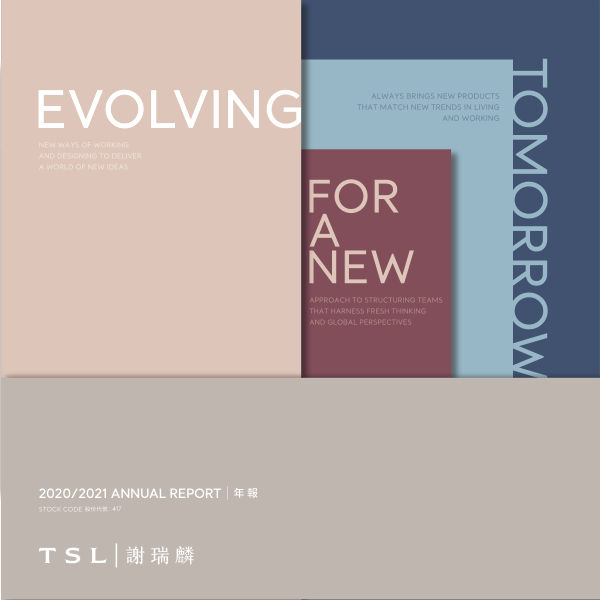 EVOLVING
NEW WAYS OF WORKING
AND DESIGNING TO DELIVER
A WORLD OF NEW IDEAS
FOR
A
NEW
APPROACH TO STRUCTURING TEAMS
THAT HARNESS FRESH THINKING
AND GLOBAL PERSPECTIVES
ALWAYS BRINGS NEW PRODUCTS
THAT MATCH NEW TRENDS IN LIVING
AND WORKING
TOMORROW
2020/2021 ANNUAL REPORT | 年報
STOCK CODE 股份代號 : 417
TSL | 謝瑞麟